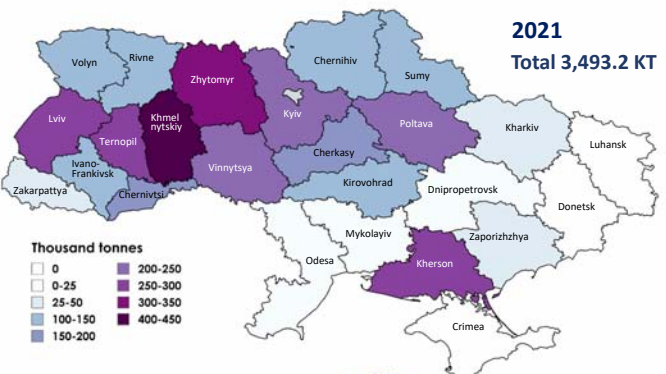 2021
Total 3,493.2 KT
Volyn
Rivne
Zhytomyr
Chernihiv
Sumy
Lviv
Ternopil
Khmel
nytskiy
Kyiv
Poltava
Kharkiv
Luhansk
Ivano-
Frankivsk
Vinnytsya
Cherkasy
Zakarpattya
Chernivtsi
Kirovohrad
Dnipropetrovsk
Donetsk
Mykolayiv
Zaporizhzhya
Odesa
Kherson
Crimea
Thousand tonnes
0
0-25
25-50
100-150
150-200
200-250
250-300
300-350
400-450